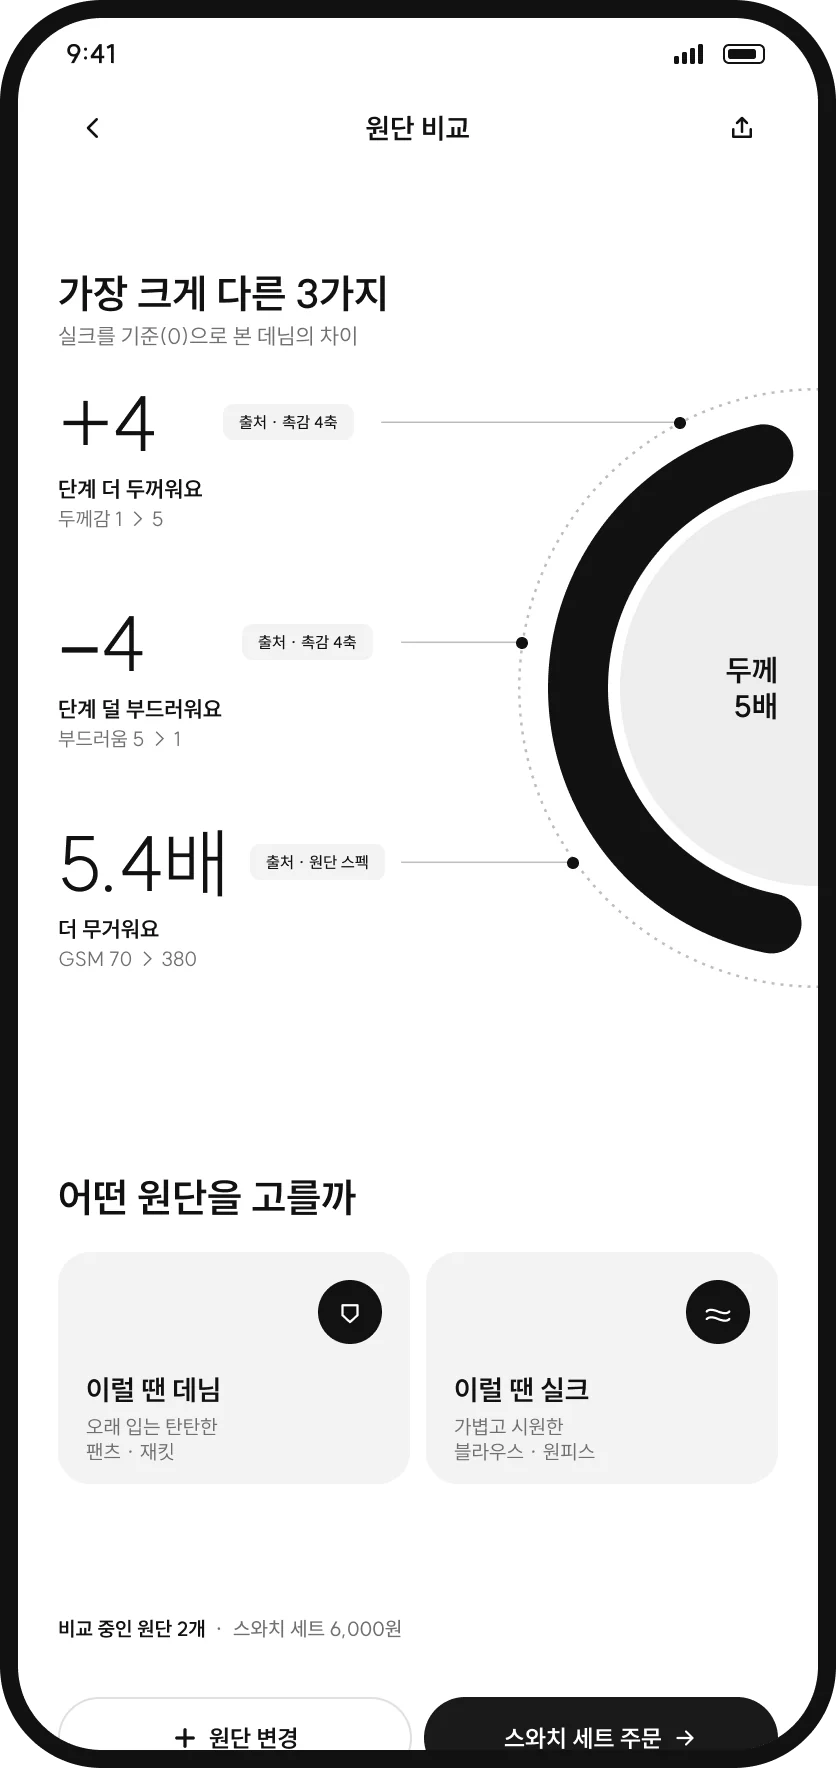 9:41
원단 비교
가장 크게 다른 3가지
실크를 기준(0)으로 본 데님의 차이
+4
출처 · 촉감 4축
단계 더 두꺼워요
두께감 1 > 5
−4
출처 · 촉감 4축
단계 덜 부드러워요
부드러움 5 > 1
두께
5배
5.4배
출처 · 원단 스펙
더 무거워요
GSM 70 > 380
어떤 원단을 고를까
이럴 땐 데님
오래 입는 탄탄한
팬츠 · 재킷
이럴 땐 실크
가볍고 시원한
블라우스 · 원피스
비교 중인 원단 2개 · 스와치 세트 6,000원
+ 원단 변경
스와치 세트 주문 →